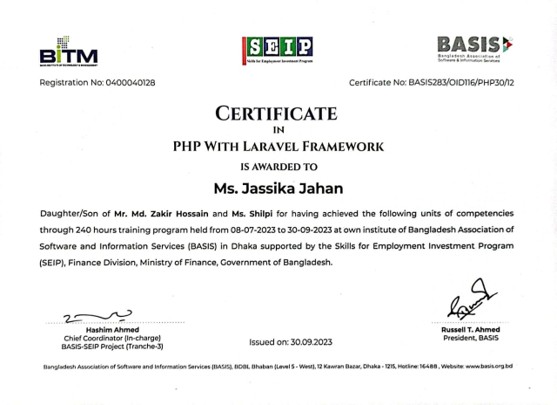 BiTM
BASIS INSTITUTE OF TECHNOLOGY & MANAGEMENT
SEIP
Skills for Employment Investment Program
BASIS
Bangladesh Association of
Software & Information Services
Registration No: 0400040128
Certificate No: BASIS283/OID116/PHP30/12
CERTIFICATE
IN
PHP WITH LARAVEL FRAMEWORK
IS AWARDED TO
Ms. Jassika Jahan
Daughter/Son of Mr. Md. Zakir Hossain and Ms. Shilpi for having achieved the following units of competencies
through 240 hours training program held from 08-07-2023 to 30-09-2023 at own institute of Bangladesh Association of
Software and Information Services (BASIS) in Dhaka supported by the Skills for Employment Investment Program
(SEIP), Finance Division, Ministry of Finance, Government of Bangladesh.
Hashim Ahmed
Chief Coordinator (In-charge)
BASIS-SEIP Project (Tranche-3)
Issued on: 30.09.2023
Russell T. Ahmed
President, BASIS
Bangladesh Association of Software and Information Services (BASIS), BDBL Bhaban (Level 5 - West), 12 Kawran Bazar, Dhaka - 1215, Hotline: 16488 , Website: www.basis.org.bd